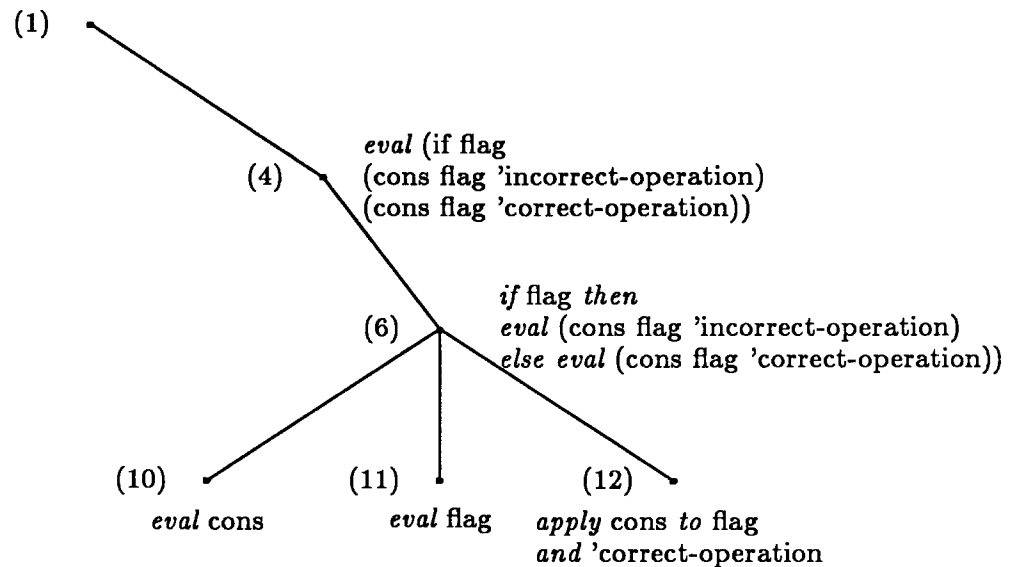 (1)
(4)
eval (if flag
(cons flag 'incorrect-operation)
(cons flag 'correct-operation))
(6)
if flag then
eval (cons flag 'incorrect-operation)
else eval (cons flag 'correct-operation))
(10)
eval cons
(11)
eval flag
(12)
apply cons to flag
and 'correct-operation